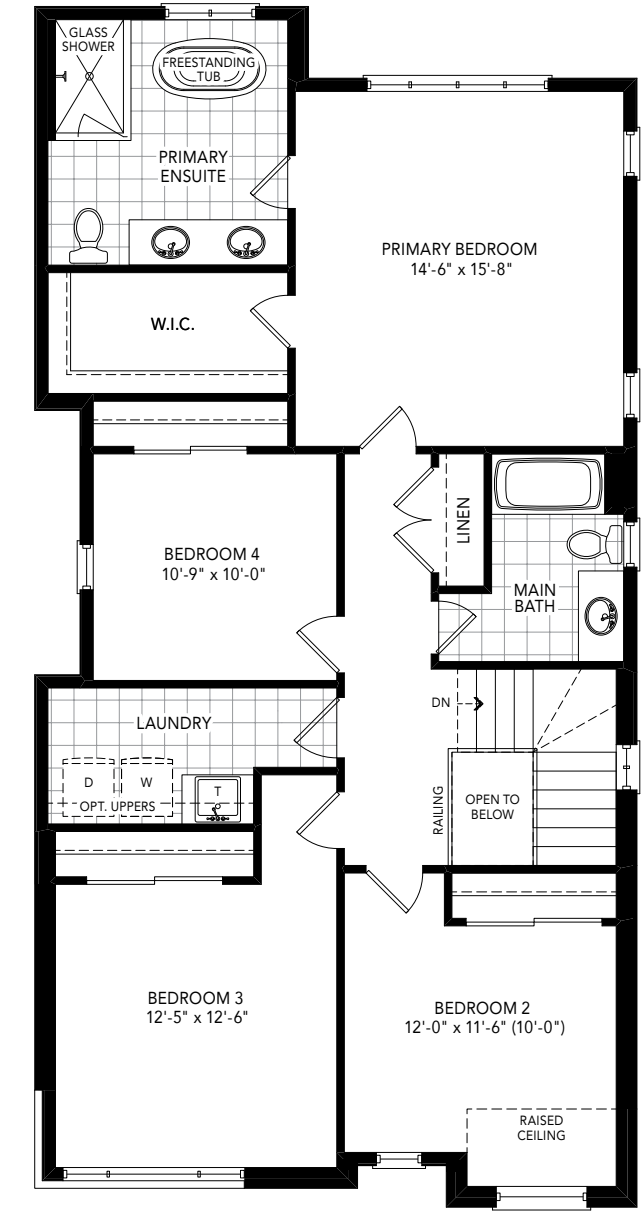 GLASS
SHOWER
FREESTANDING
TUB
PRIMARY
ENSUITE
PRIMARY BEDROOM
14'-6" x 15'-8"
W.I.C.
LINEN
BEDROOM 4
10'-9" x 10'-0"
MAIN
BATH
DN
LAUNDRY
D
W
T
OPT. UPPERS
RAILING
OPEN TO
BELOW
BEDROOM 3
12'-5" x 12'-6"
BEDROOM 2
12'-0" x 11'-6" (10'-0")
RAISED
CEILING